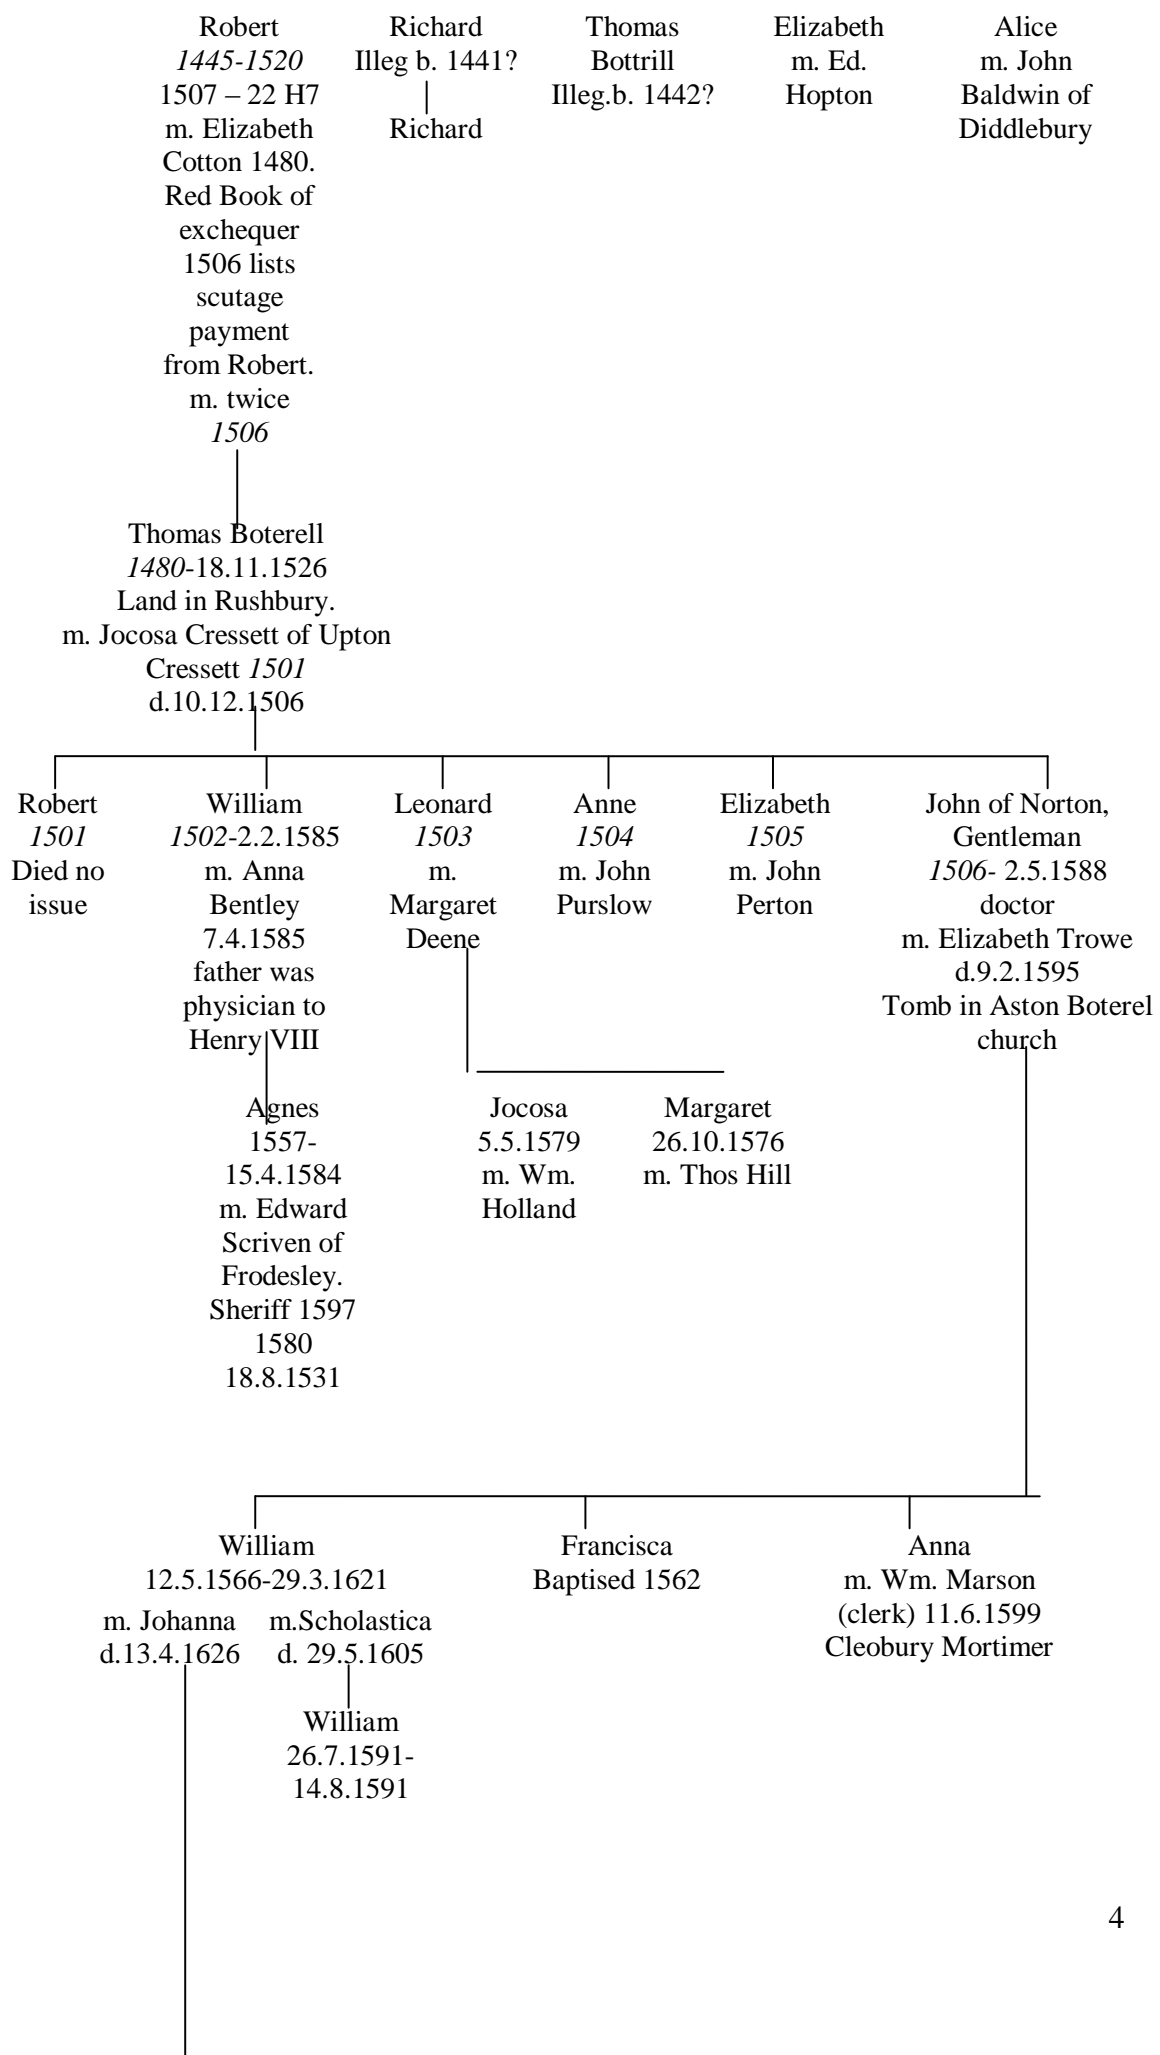 Robert
1445-1520
1507 – 22 H7
m. Elizabeth
Cotton 1480.
Red Book of
exchequer
1506 lists
scutage
payment
from Robert.
m. twice
1506
Richard
Illeg b. 1441?
Richard
Thomas
Bottrill
Illeg.b. 1442?
Elizabeth
m. Ed.
Hopton
Alice
m. John
Baldwin of
Diddlebury
Thomas Boterell
1480-18.11.1526
Land in Rushbury.
m. Jocosa Cressett of Upton
Cressett 1501
d.10.12.1506
Robert
1501
Died no
issue
William
1502-2.2.1585
m. Anna
Bentley
7.4.1585
father was
physician to
Henry VIII
Leonard
1503
m.
Margaret
Deene
Anne
1504
m. John
Purslow
Elizabeth
1505
m. John
Perton
John of Norton,
Gentleman
1506- 2.5.1588
doctor
m. Elizabeth Trowe
d.9.2.1595
Tomb in Aston Boterel
church
Agnes
1557-
15.4.1584
m. Edward
Scriven of
Frodesley.
Sheriff 1597
1580
18.8.1531
Jocosa
5.5.1579
m. Wm.
Holland
Margaret
26.10.1576
m. Thos Hill
William
12.5.1566-29.3.1621
m. Johanna
d.13.4.1626
m.Scholastica
d. 29.5.1605
William
26.7.1591-
14.8.1591
Francisca
Baptised 1562
Anna
m. Wm. Marson
(clerk) 11.6.1599
Cleobury Mortimer
4